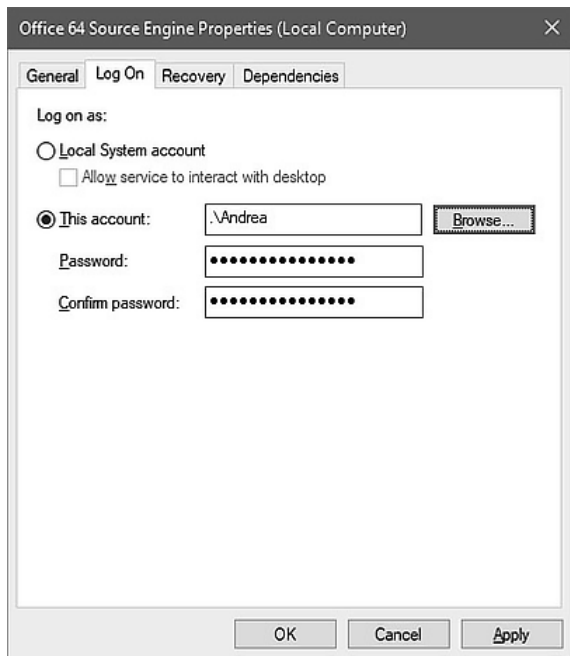 Office 64 Source Engine Properties (Local Computer)
General Log On Recovery Dependencies
Log on as:
Local System account
Allow service to interact with desktop
This account: .\Andrea Browse...
Password: ●●●●●●●●●●●●●●●
Confirm password: ●●●●●●●●●●●●●●●
OK Cancel Apply